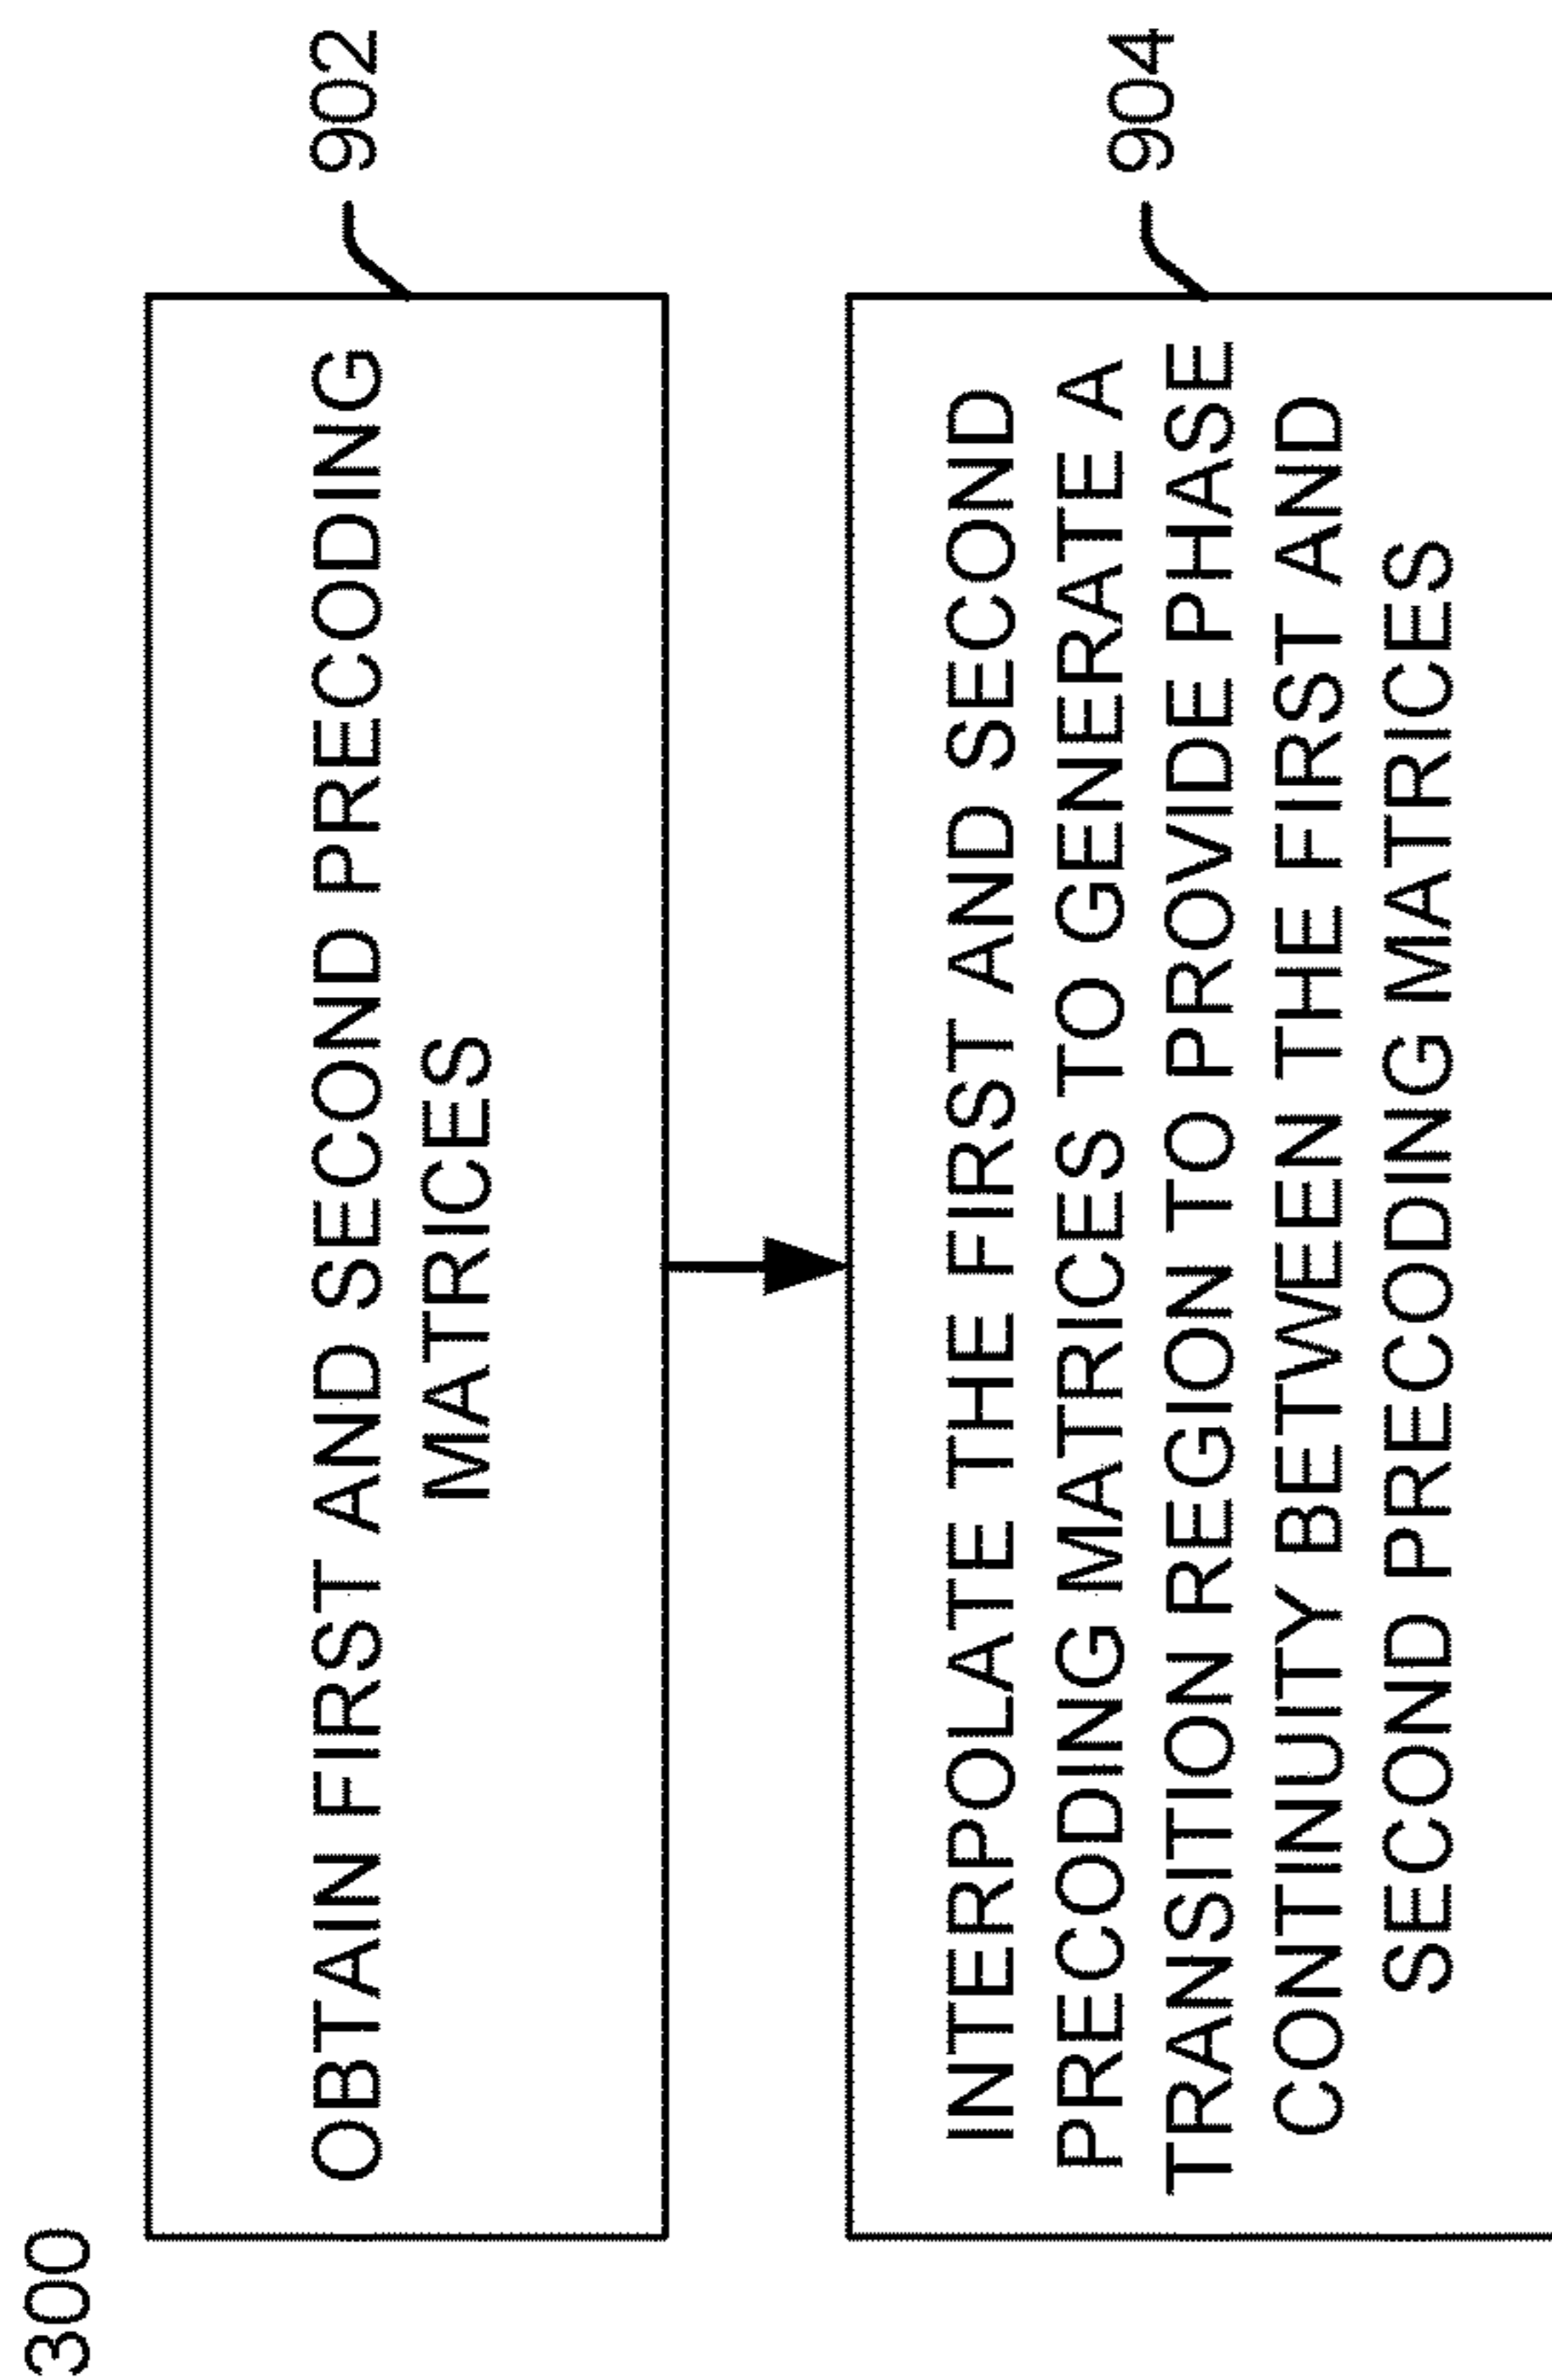 300
OBTAIN FIRST AND SECOND PRECODING
MATRICES
902
INTERPOLATE THE FIRST AND SECOND
PRECODING MATRICES TO GENERATE A
TRANSITION REGION TO PROVIDE PHASE
CONTINUITY BETWEEN THE FIRST AND
SECOND PRECODING MATRICES
904